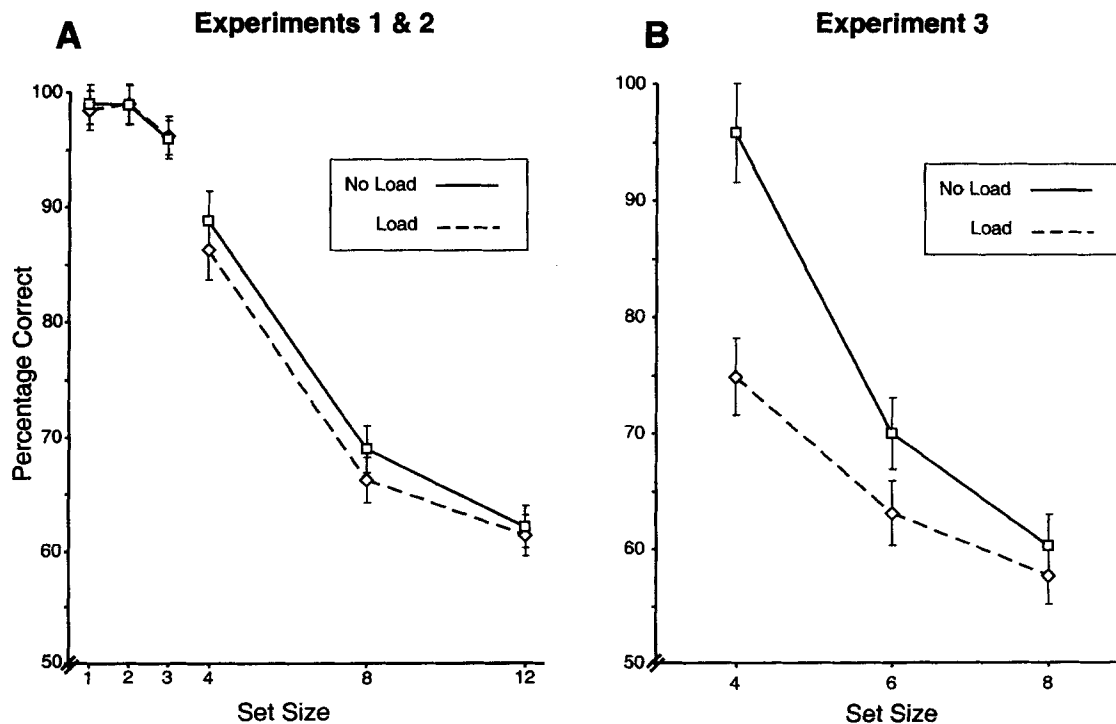 A
Experiments 1 & 2
Percentage Correct
100
90
80
70
60
50
No Load
Load
1
2
3
4
8
12
Set Size
B
Experiment 3
100
90
80
70
60
50
No Load
Load
4
6
8
Set Size